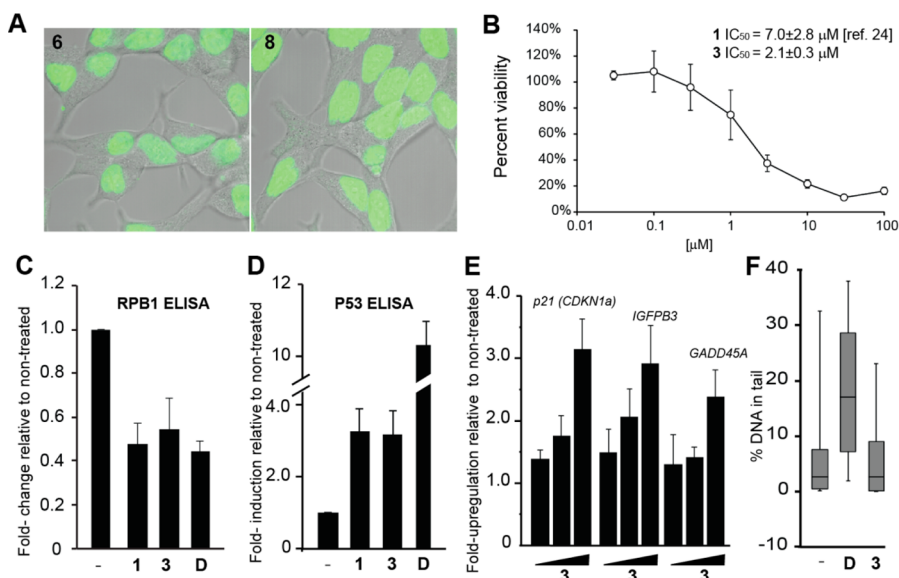 A
6
8
B
1 IC50 = 7.0±2.8 µM [ref. 24]
3 IC50 = 2.1±0.3 µM
Percent viability
140%
120%
100%
80%
60%
40%
20%
0%
0.01 0.1 1 10 100
[µM]
C
RPB1 ELISA
Fold- change relative to non-treated
1.2
1.0
0.8
0.6
0.4
0.2
0
- 1 3 D
D
P53 ELISA
Fold- induction relative to non-treated
12
10
4.0
2.0
0
- 1 3 D
E
Fold-upregulation relative to non-treated
4.0
3.0
2.0
1.0
0
p21 (CDKN1a)
IGFPB3
GADD45A
3 3 3
F
% DNA in tail
40
30
20
10
0
-10
- D 3